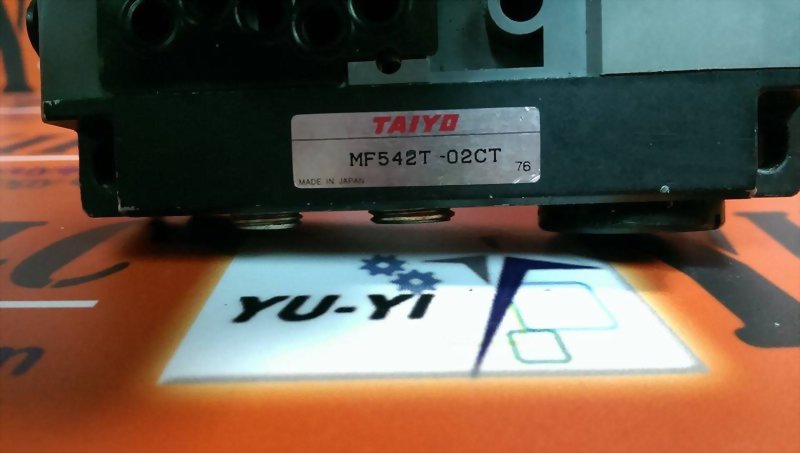 TAIYO
MF542T-02CT
76
MADE IN JAPAN
YU-YI